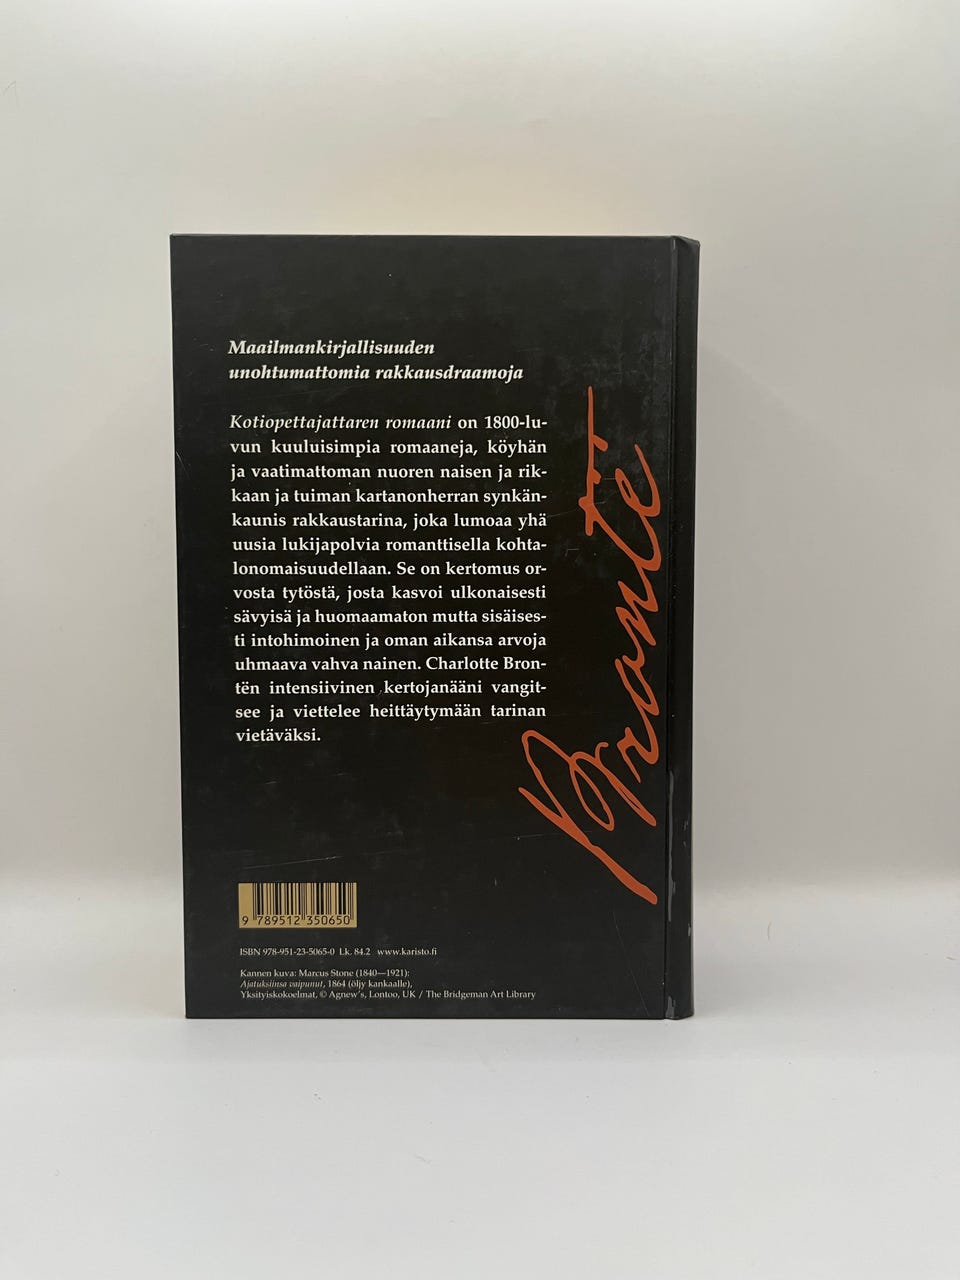 Maailmankirjallisuuden
unohtumattomia rakkausdraamoja
Kotiopettajattaren romaani on 1800-lu-
vun kuuluisimpia romaaneja, köyhän
ja vaatimattoman nuoren naisen ja rik-
kaan ja tuiman kartanonherran synkän-
kaunis rakkaustarina, joka lumoaa yhä
uusia lukijapolvia romanttisella kohta-
lonomaisuudellaan. Se on kertomus or-
vosta tytöstä, josta kasvoi ulkonaisesti
sävyisä ja huomaamaton mutta sisäises-
ti intohimoinen ja oman aikansa arvoja
uhmaava vahva nainen. Charlotte Bron-
tën intensiivinen kertojanääni vangit-
see ja viettelee heittäytymään tarinan
vietäväksi.
Brontë
9 789512 350650
ISBN 978-951-23-5065-0 Lk. 84.2 www.karisto.fi
Kannen kuva: Marcus Stone (1840—1921):
Ajatuksiinsa vaipunut, 1864 (öljy kankaalle),
Yksityiskokoelmat, © Agnew's, Lontoo, UK / The Bridgeman Art Library